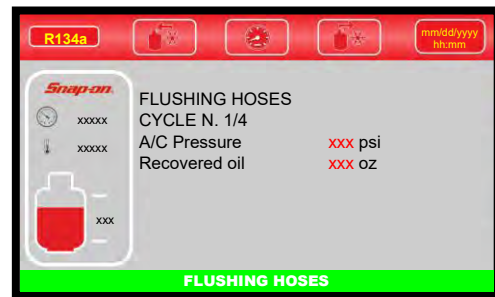 R134a
mm/dd/yyyy
hh:mm
Snap-on
xxxxx
xxxxx
xxx
FLUSHING HOSES
CYCLE N. 1/4
A/C Pressure xxx psi
Recovered oil xxx oz
FLUSHING HOSES